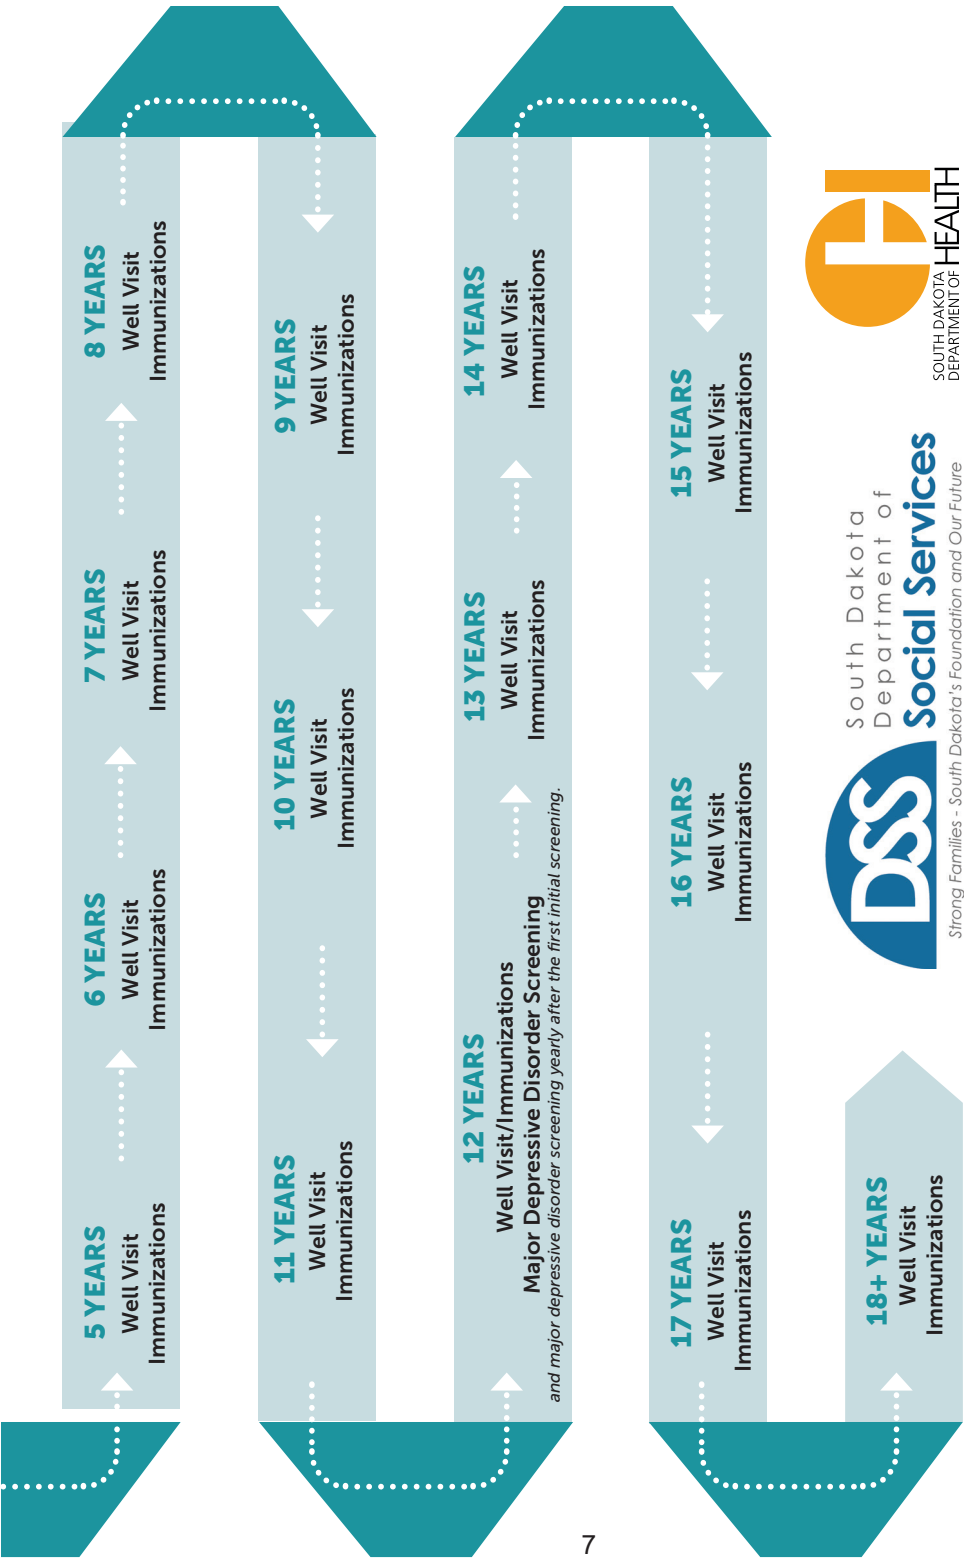 5 YEARS
Well Visit
Immunizations
6 YEARS
Well Visit
Immunizations
7 YEARS
Well Visit
Immunizations
8 YEARS
Well Visit
Immunizations
9 YEARS
Well Visit
Immunizations
10 YEARS
Well Visit
Immunizations
11 YEARS
Well Visit
Immunizations
12 YEARS
Well Visit/Immunizations
Major Depressive Disorder Screening
and major depressive disorder screening yearly after the first initial screening.
13 YEARS
Well Visit
Immunizations
14 YEARS
Well Visit
Immunizations
15 YEARS
Well Visit
Immunizations
16 YEARS
Well Visit
Immunizations
17 YEARS
Well Visit
Immunizations
18+ YEARS
Well Visit
Immunizations
DSS
South Dakota
Department of
Social Services
Strong Families - South Dakota's Foundation and Our Future
SOUTH DAKOTA
DEPARTMENT OF HEALTH
7